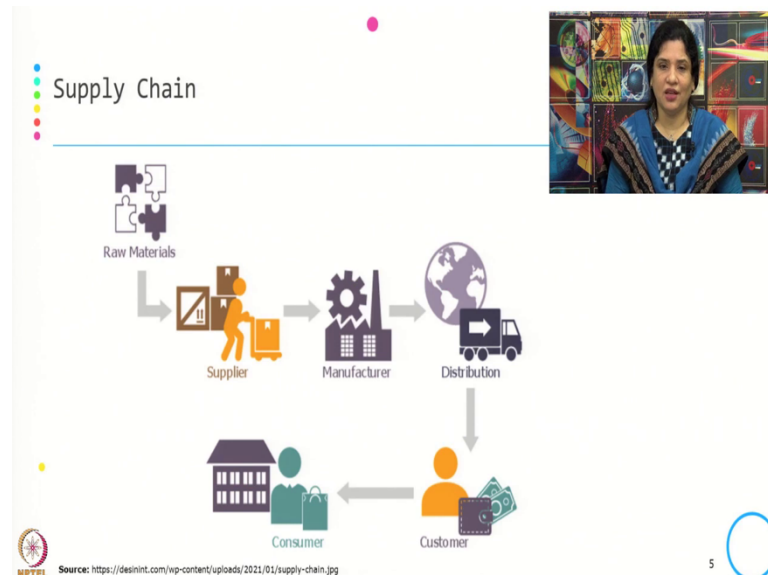 Supply Chain
Raw Materials
Supplier
Manufacturer
Distribution
Consumer
Customer
NPTEL
Source: https://desinint.com/wp-content/uploads/2021/01/supply-chain.jpg
5